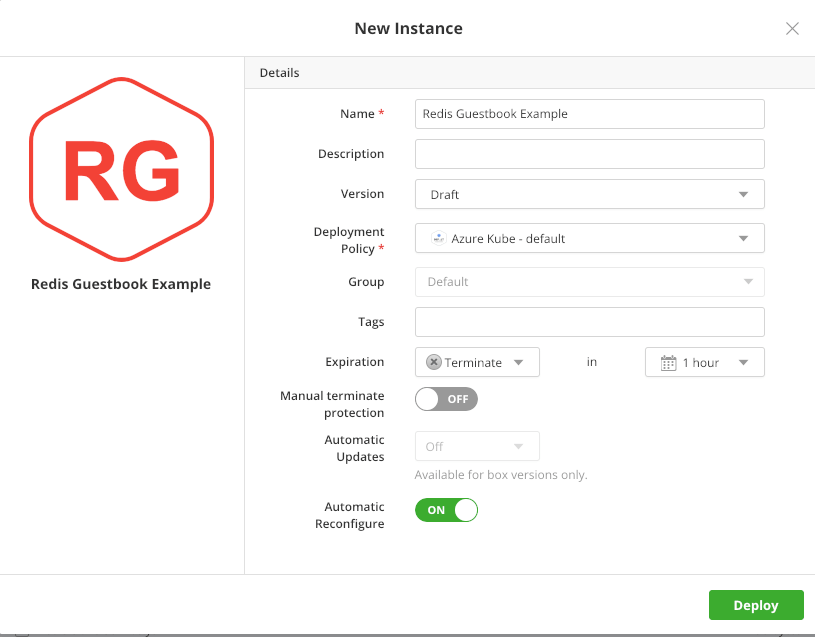 New Instance
RG
Redis Guestbook Example
Details
Name *
Redis Guestbook Example
Description
Version
Draft
Deployment
Policy *
Azure Kube - default
Group
Default
Tags
Expiration
Terminate
in
1 hour
Manual terminate
protection
OFF
Automatic
Updates
Off
Available for box versions only.
Automatic
Reconfigure
ON
Deploy